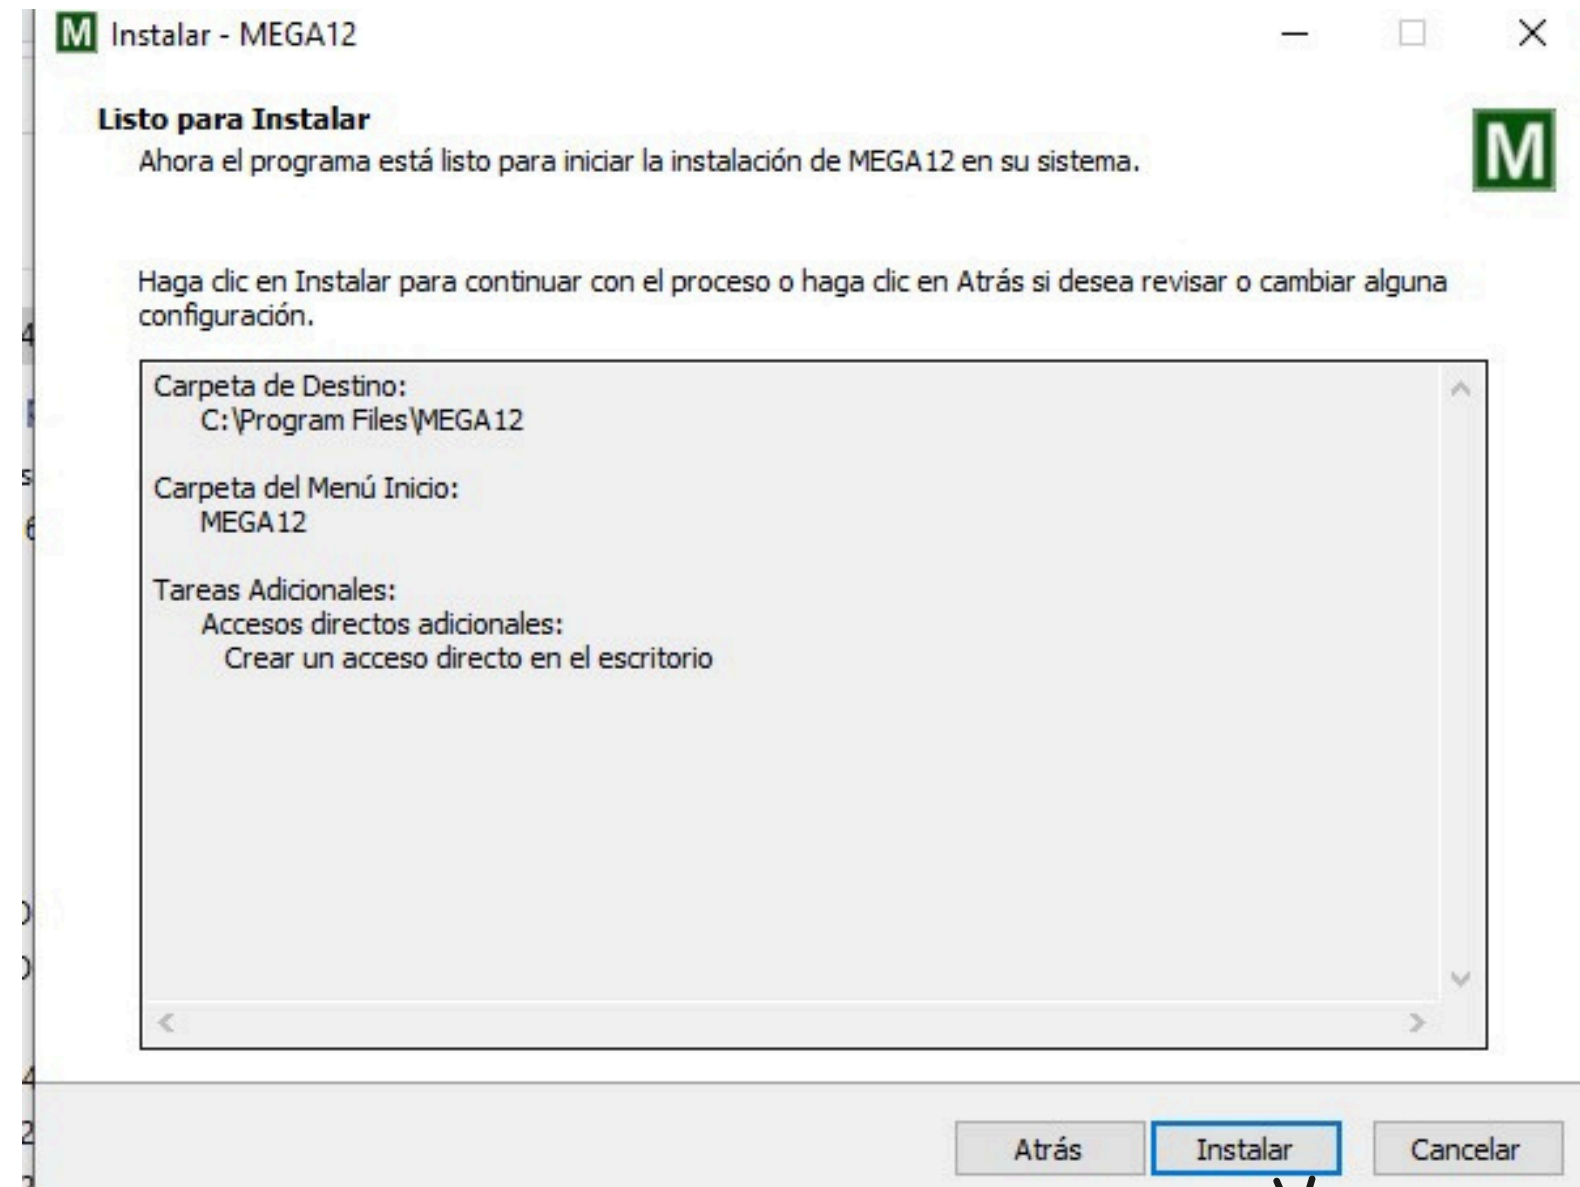 M Instalar - MEGA12
Listo para Instalar
Ahora el programa está listo para iniciar la instalación de MEGA12 en su sistema.
M
Haga clic en Instalar para continuar con el proceso o haga clic en Atrás si desea revisar o cambiar alguna
configuración.
Carpeta de Destino:
C:\Program Files\MEGA12
Carpeta del Menú Inicio:
MEGA12
Tareas Adicionales:
Accesos directos adicionales:
Crear un acceso directo en el escritorio
Atrás Instalar Cancelar